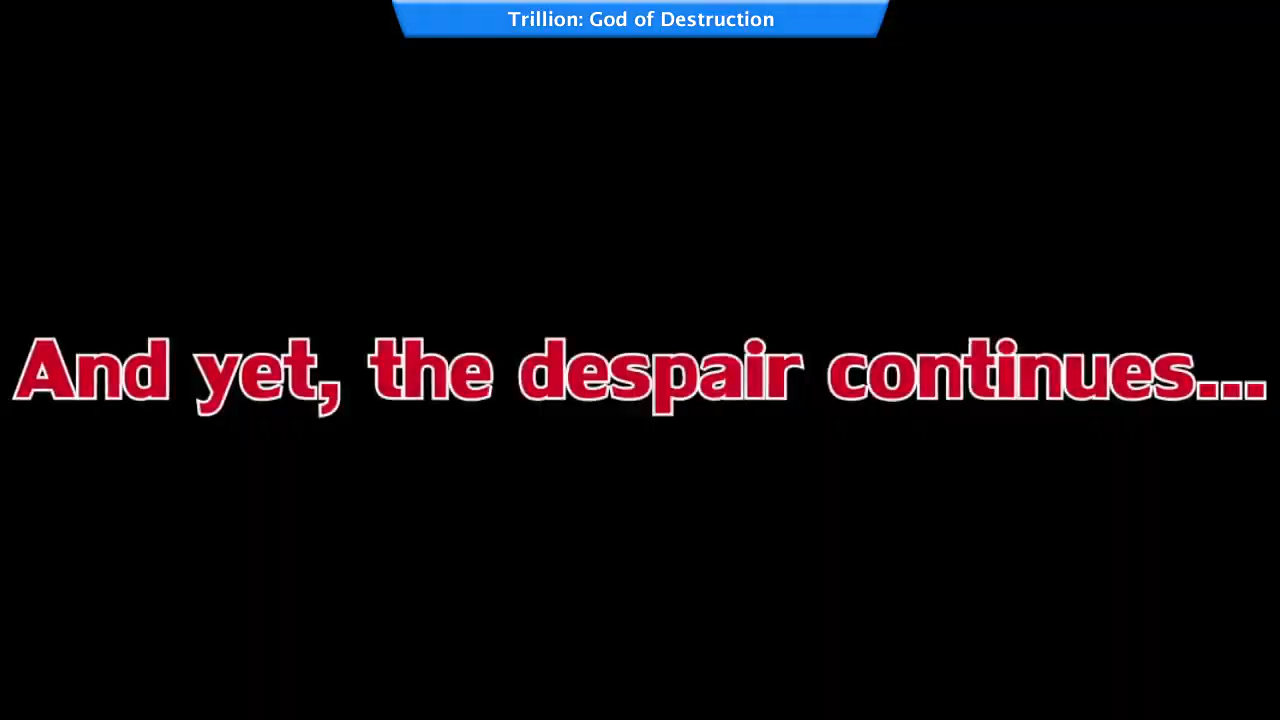 Trillion: God of Destruction
And yet, the despair continues...